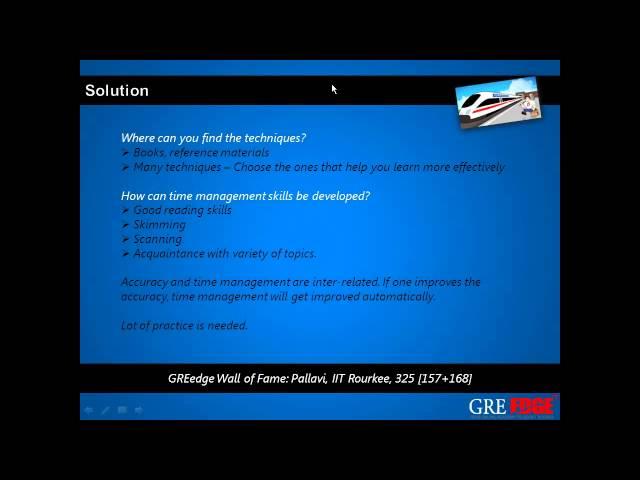 Solution
Where can you find the techniques?
➢ Books, reference materials
➢ Many techniques – Choose the ones that help you learn more effectively
How can time management skills be developed?
➢ Good reading skills
➢ Skimming
➢ Scanning
➢ Acquaintance with variety of topics.
Accuracy and time management are inter-related. If one improves the
accuracy, time management will get improved automatically.
Lot of practice is needed.
GREedge Wall of Fame: Pallavi, IIT Rourkee, 325 [157+168]
GRE EDGE